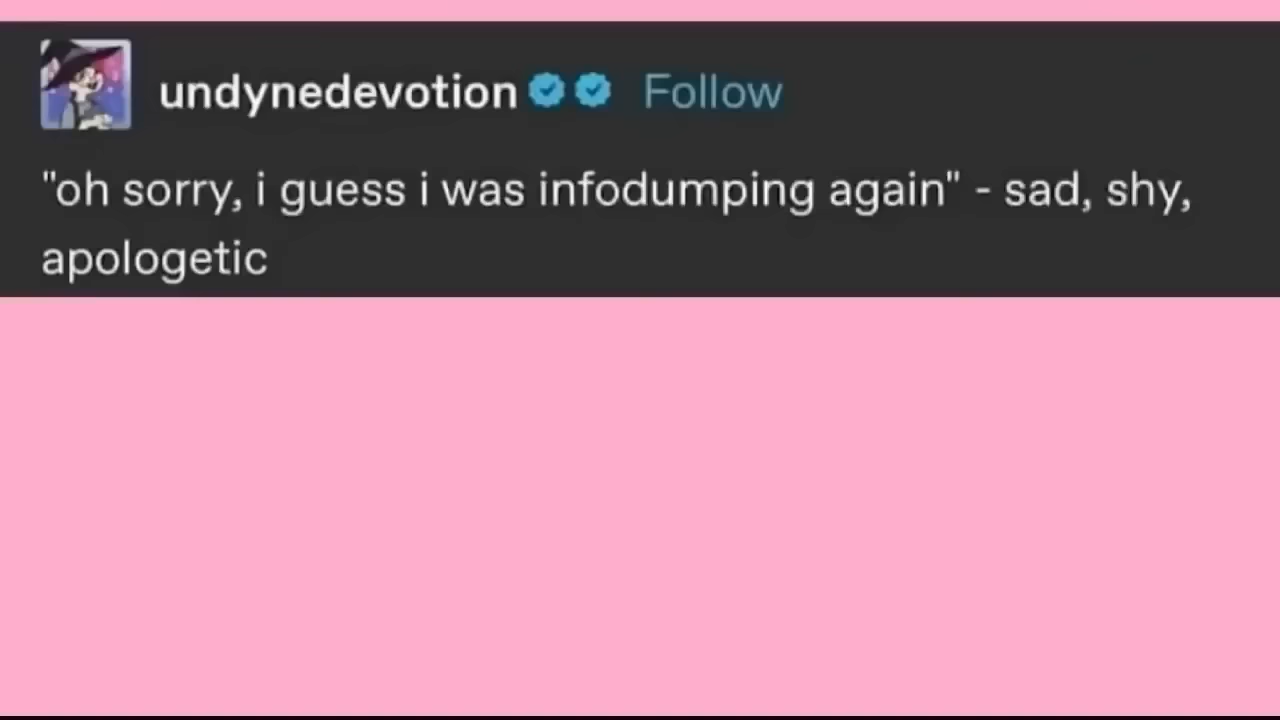 undynedevotion Follow
"oh sorry, i guess i was infodumping again" - sad, shy,
apologetic